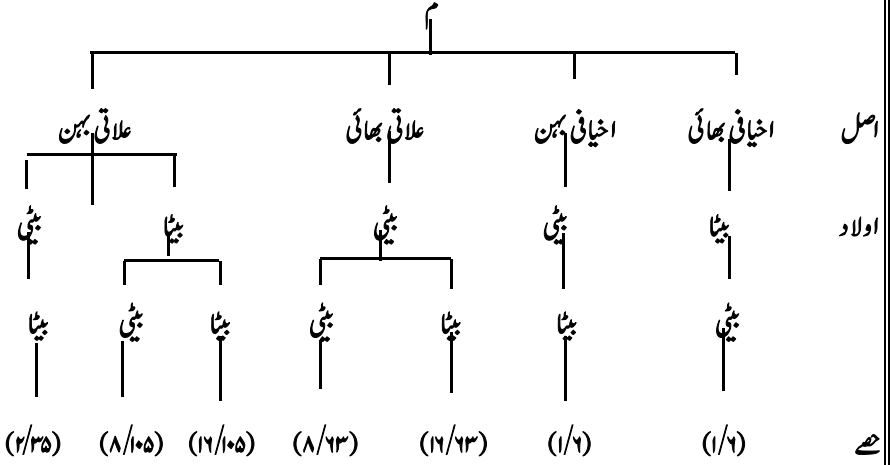 م
اصل اخیافی بھائی اخیافی بہن علاتی بھائی علاتی بہن
اولاد بیٹا بیٹی بیٹی بیٹا بیٹی
بیٹی بیٹا بیٹا بیٹی بیٹا بیٹی بیٹا
حصے (۱/۶) (۱/۶) (۱۶/۶۳) (۸/۶۳) (۱۶/۱۰۵) (۸/۱۰۵) (۲/۳۵)